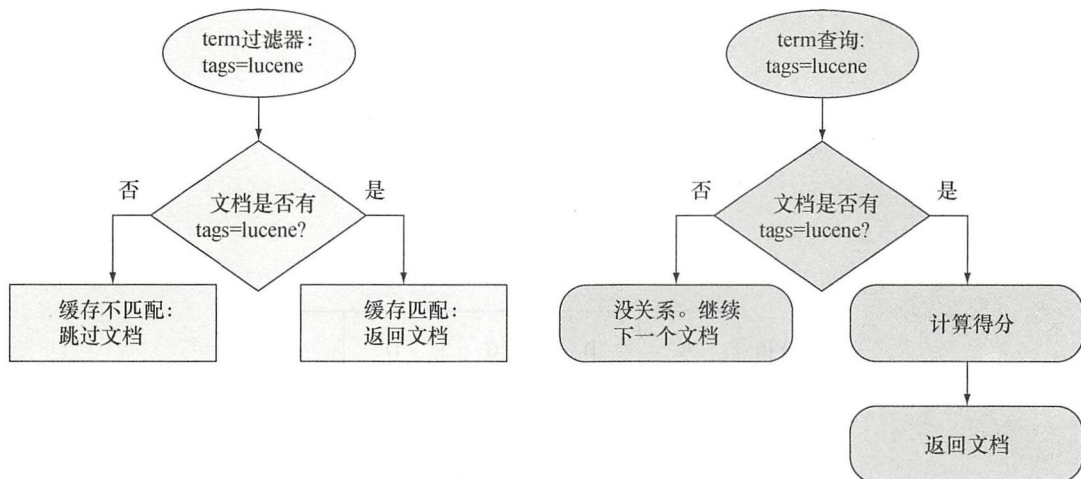 term过滤器:
tags=lucene
文档是否有
tags=lucene?
否
是
缓存不匹配:
跳过文档
缓存匹配:
返回文档
term查询:
tags=lucene
文档是否有
tags=lucene?
否
是
没关系。继续
下一个文档
计算得分
返回文档